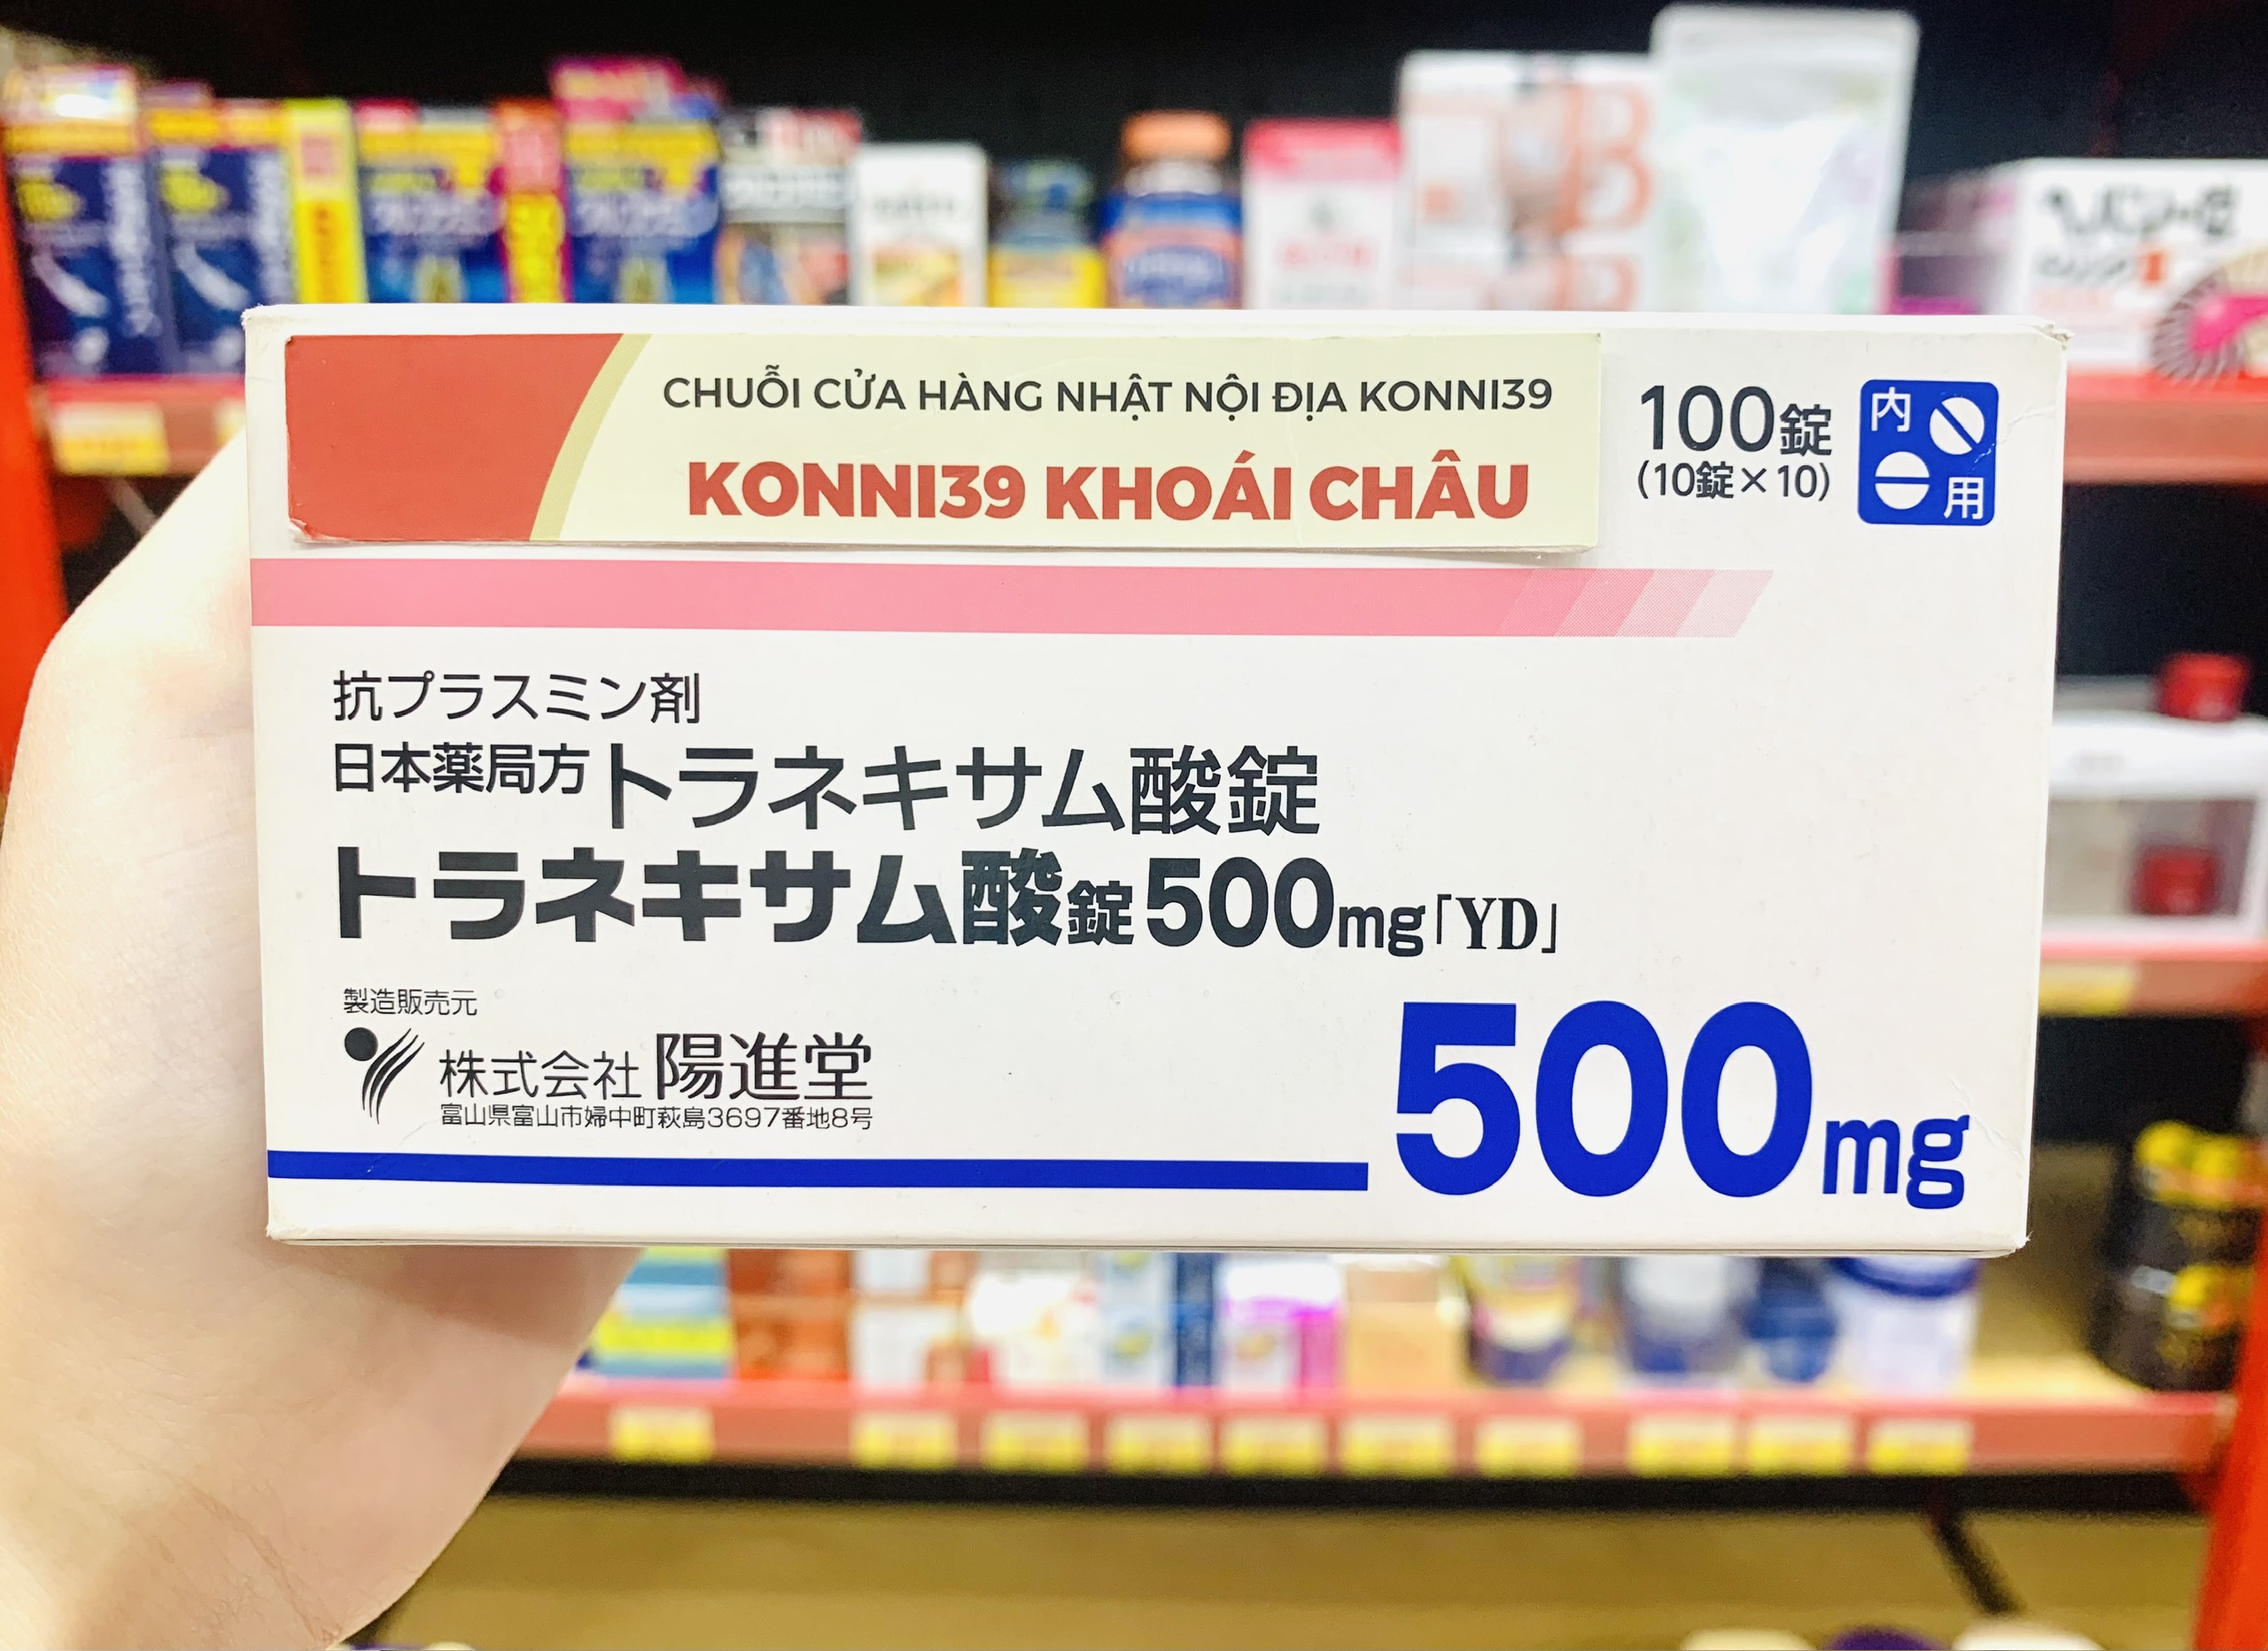 CHUỖI CỬA HÀNG NHẬT NỘI ĐỊA KONNI39
KONNI39 KHOÁI CHÂU
100錠
(10錠×10)
内
用
抗プラスミン剤
日本薬局方トラネキサム酸錠
トラネキサム酸錠500mg「YD」
製造販売元
株式会社 陽進堂
富山県富山市婦中町萩島3697番地8号
500mg